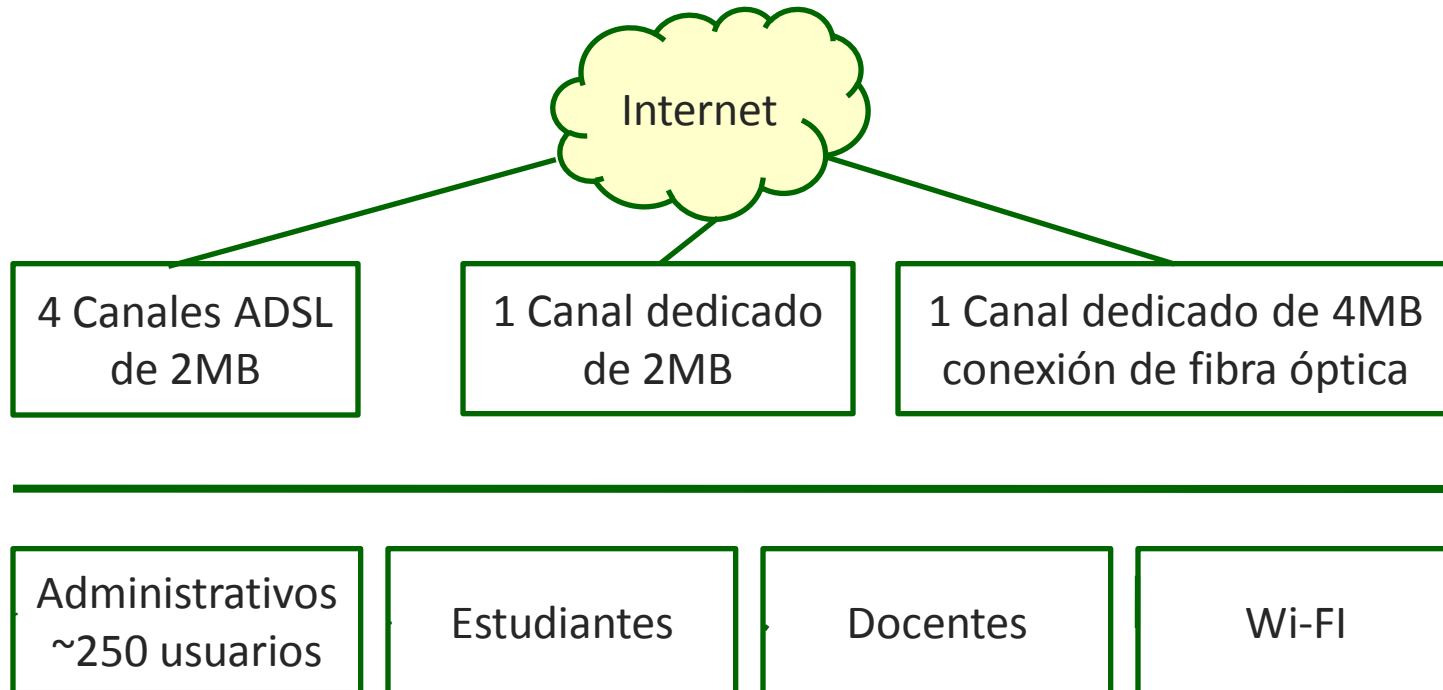 Internet
4 Canales ADSL
de 2MB
1 Canal dedicado
de 2MB
1 Canal dedicado de 4MB
conexión de fibra óptica
Administrativos
~250 usuarios
Estudiantes
Docentes
Wi-FI